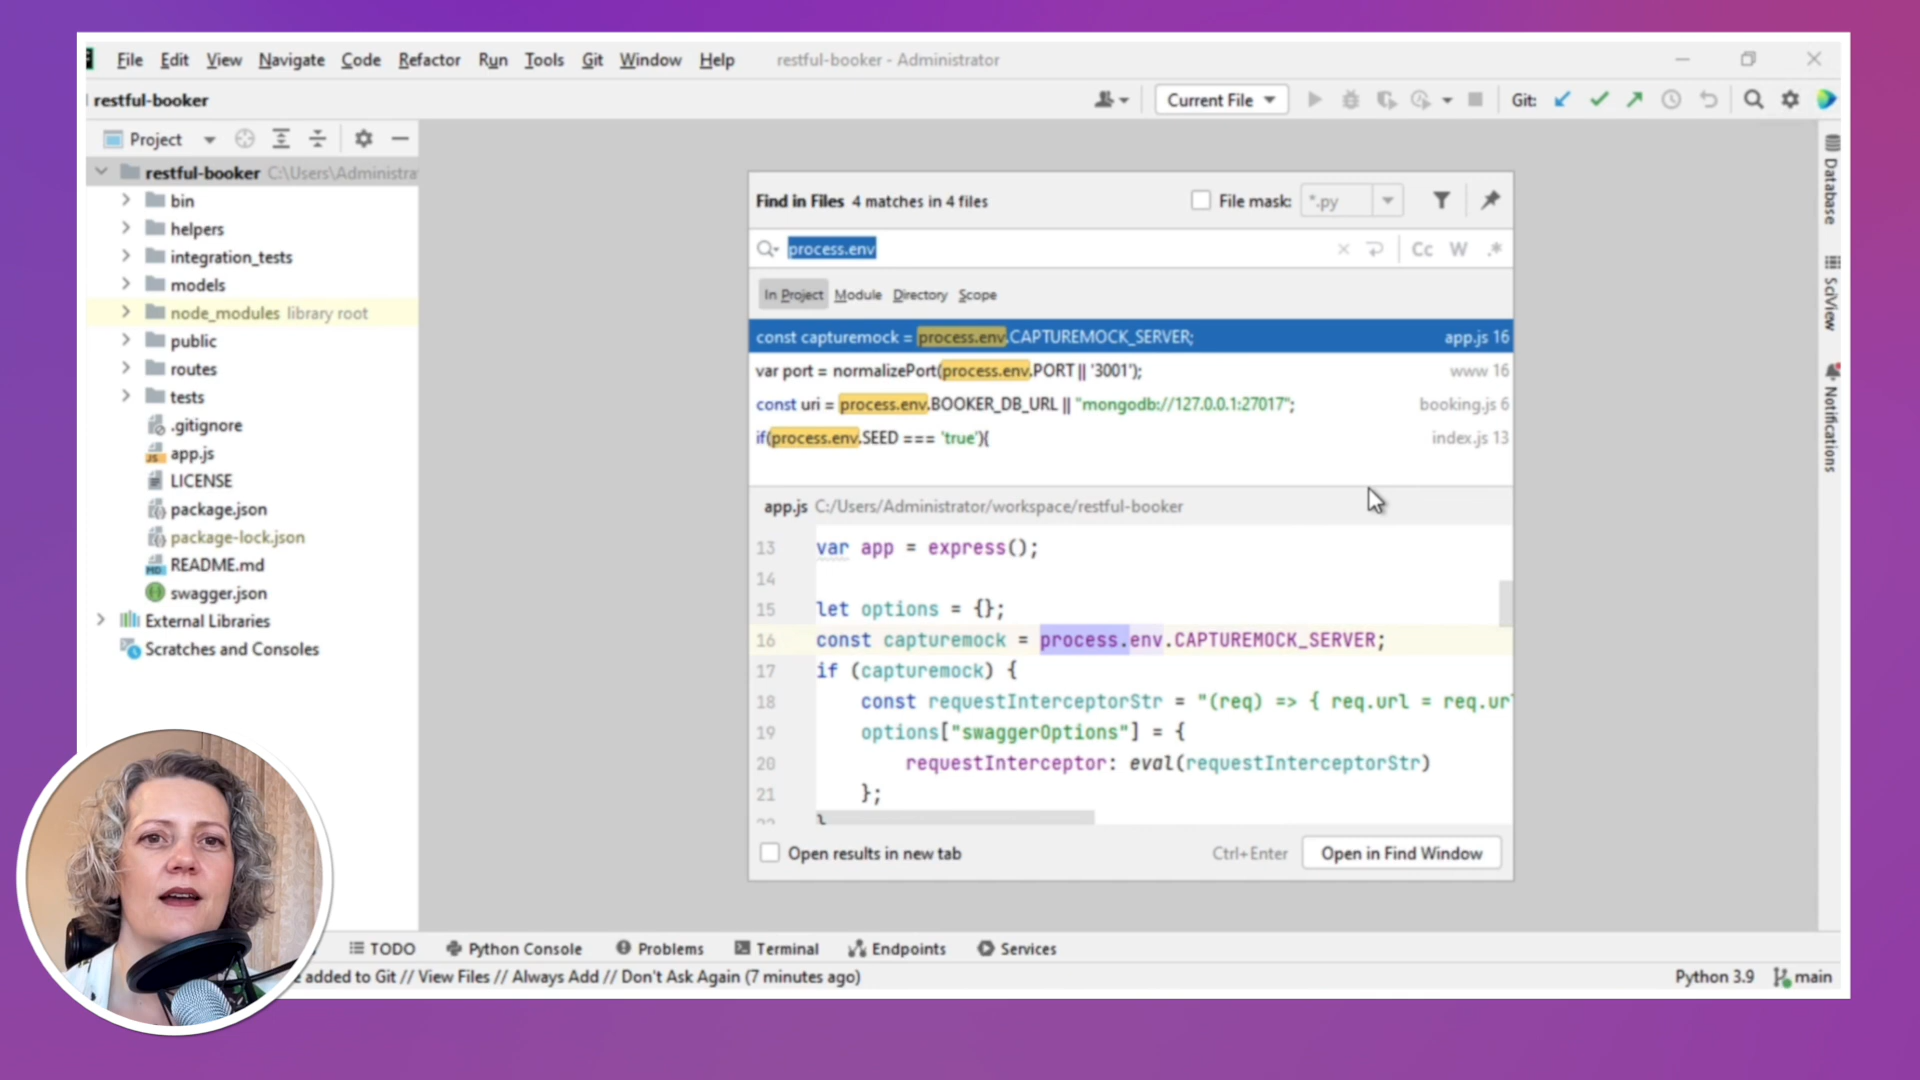 File Edit View Navigate Code Refactor Run Tools Git Window Help restful-booker - Administrator
restful-booker Current File Git:
Project
restful-booker C:\Users\Administra
bin
helpers
integration_tests
models
node_modules library root
public
routes
tests
.gitignore
app.js
LICENSE
package.json
package-lock.json
README.md
swagger.json
External Libraries
Scratches and Consoles
Find in Files 4 matches in 4 files File mask: *.py
process.env Cc W .*
In Project Module Directory Scope
const capturemock = process.env.CAPTUREMOCK_SERVER; app.js 16
var port = normalizePort(process.env.PORT || '3001'); www 16
const uri = process.env.BOOKER_DB_URL || "mongodb://127.0.0.1:27017"; booking.js 6
if(process.env.SEED === 'true'){ index.js 13
app.js C:/Users/Administrator/workspace/restful-booker
13 var app = express();
14
15 let options = {};
16 const capturemock = process.env.CAPTUREMOCK_SERVER;
17 if (capturemock) {
18 const requestInterceptorStr = "(req) => { req.url = req.ur
19 options["swaggerOptions"] = {
20 requestInterceptor: eval(requestInterceptorStr)
21 };
22 }
Open results in new tab Ctrl+Enter Open in Find Window
Database
SciView
Notifications
TODO Python Console Problems Terminal Endpoints Services
added to Git // View Files // Always Add // Don't Ask Again (7 minutes ago) Python 3.9 main